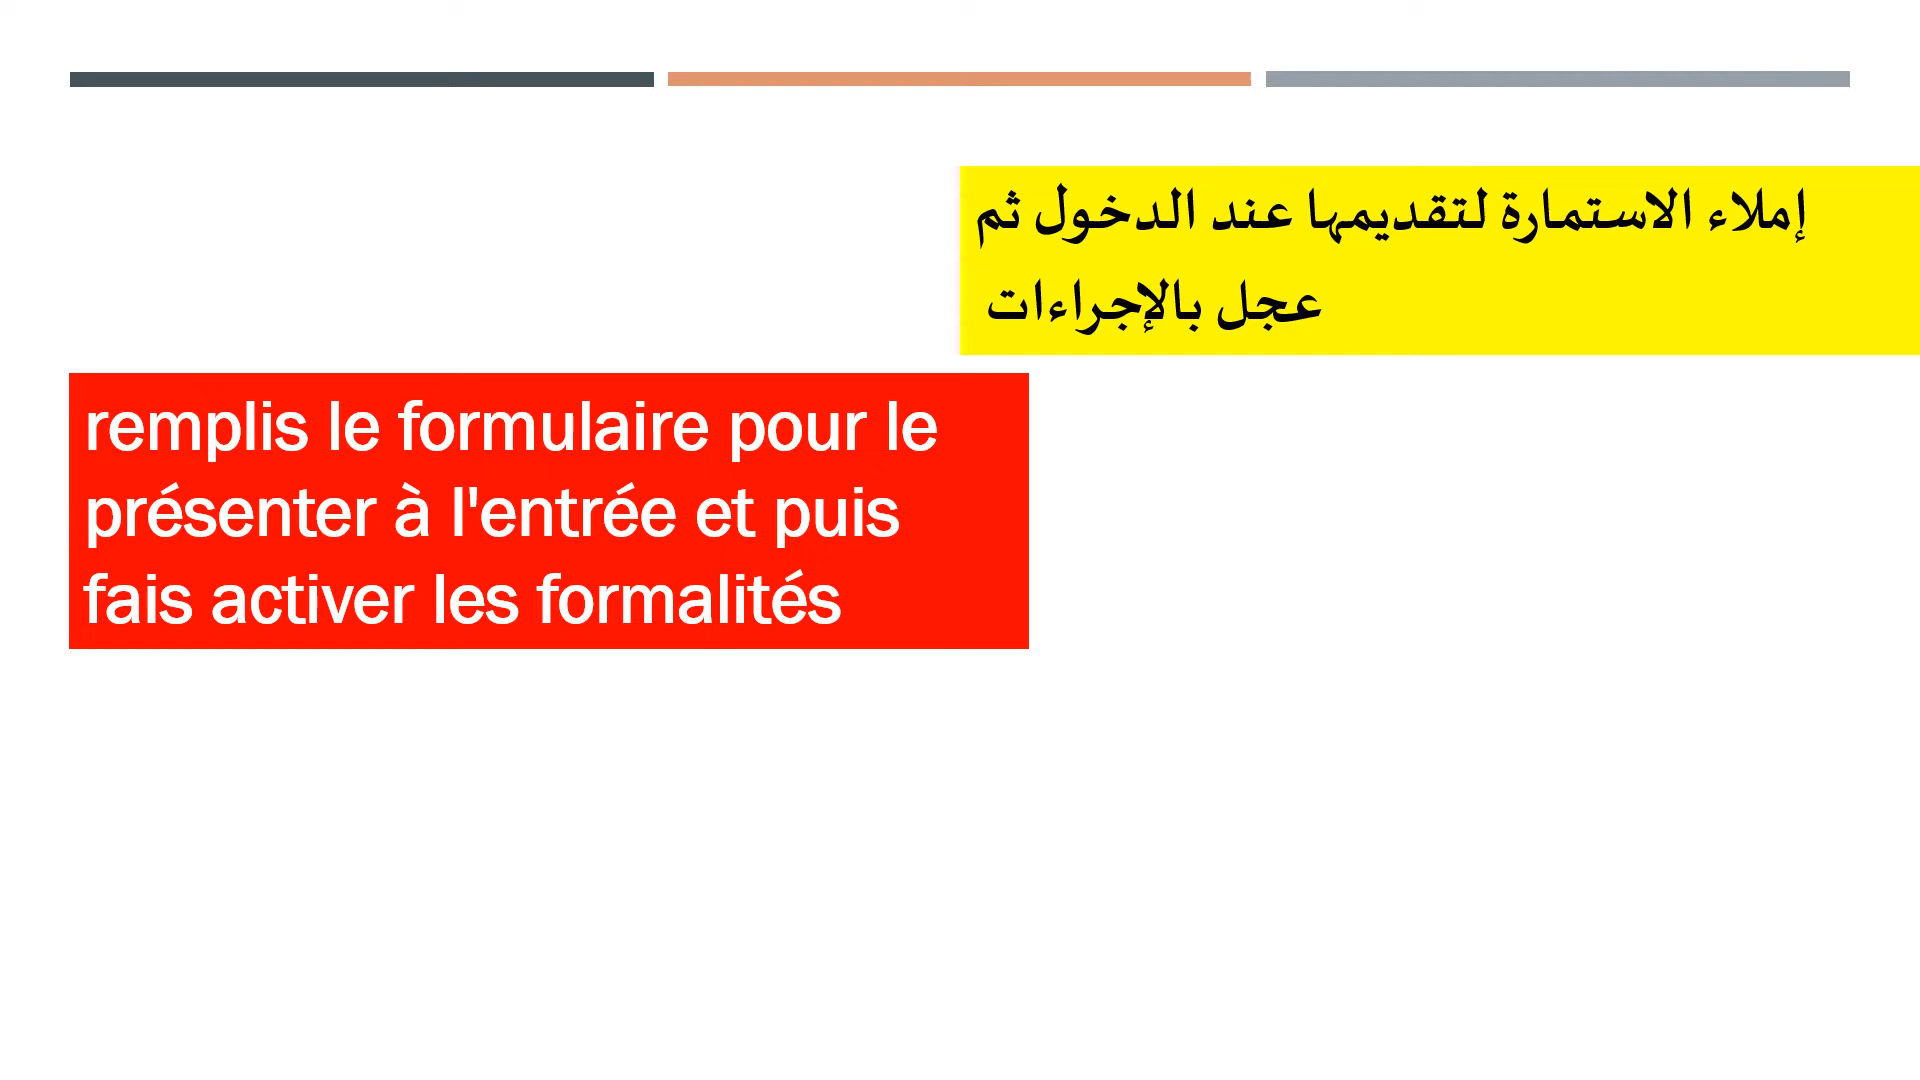 إملاء الاستمارة لتقديمها عند الدخول ثم
عجل بالإجراءات
remplis le formulaire pour le
présenter à l'entrée et puis
fais activer les formalités